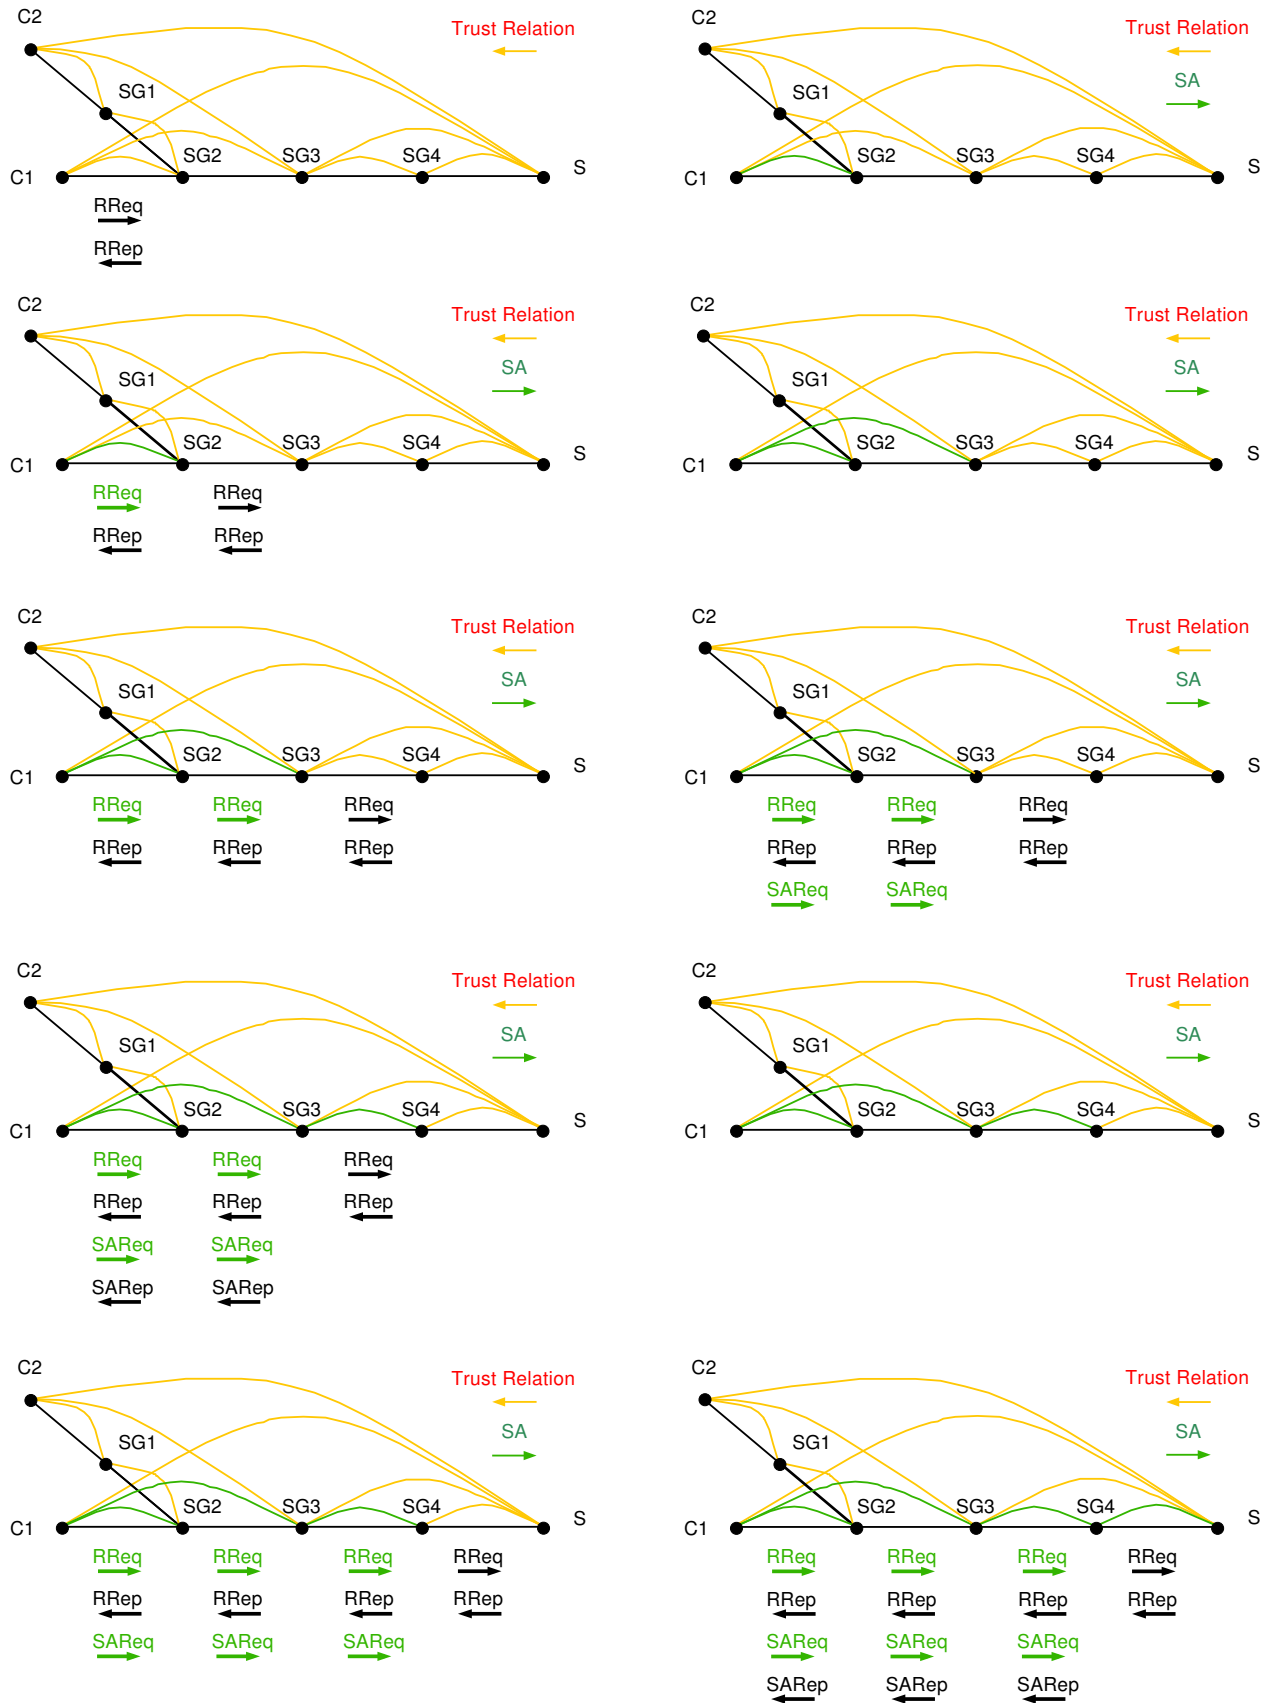 C2
Trust Relation
SG1
SG2 SG3 SG4
S
C1
RReq
RRep
C2
Trust Relation
SA
SG1
SG2 SG3 SG4
S
C1
C2
Trust Relation
SA
SG1
SG2 SG3 SG4
S
C1
RReq RReq
RRep RRep
C2
Trust Relation
SA
SG1
SG2 SG3 SG4
S
C1
C2
Trust Relation
SA
SG1
SG2 SG3 SG4
S
C1
RReq RReq RReq
RRep RRep RRep
C2
Trust Relation
SA
SG1
SG2 SG3 SG4
S
C1
RReq RReq RReq
RRep RRep RRep
SAReq SAReq
C2
Trust Relation
SA
SG1
SG2 SG3 SG4
S
C1
RReq RReq RReq
RRep RRep RRep
SAReq SAReq
SARep SARep
C2
Trust Relation
SA
SG1
SG2 SG3 SG4
S
C1
C2
Trust Relation
SA
SG1
SG2 SG3 SG4
S
C1
RReq RReq RReq RReq
RRep RRep RRep RRep
SAReq SAReq SAReq
C2
Trust Relation
SA
SG1
SG2 SG3 SG4
S
C1
RReq RReq RReq RReq
RRep RRep RRep RRep
SAReq SAReq SAReq
SARep SARep SARep